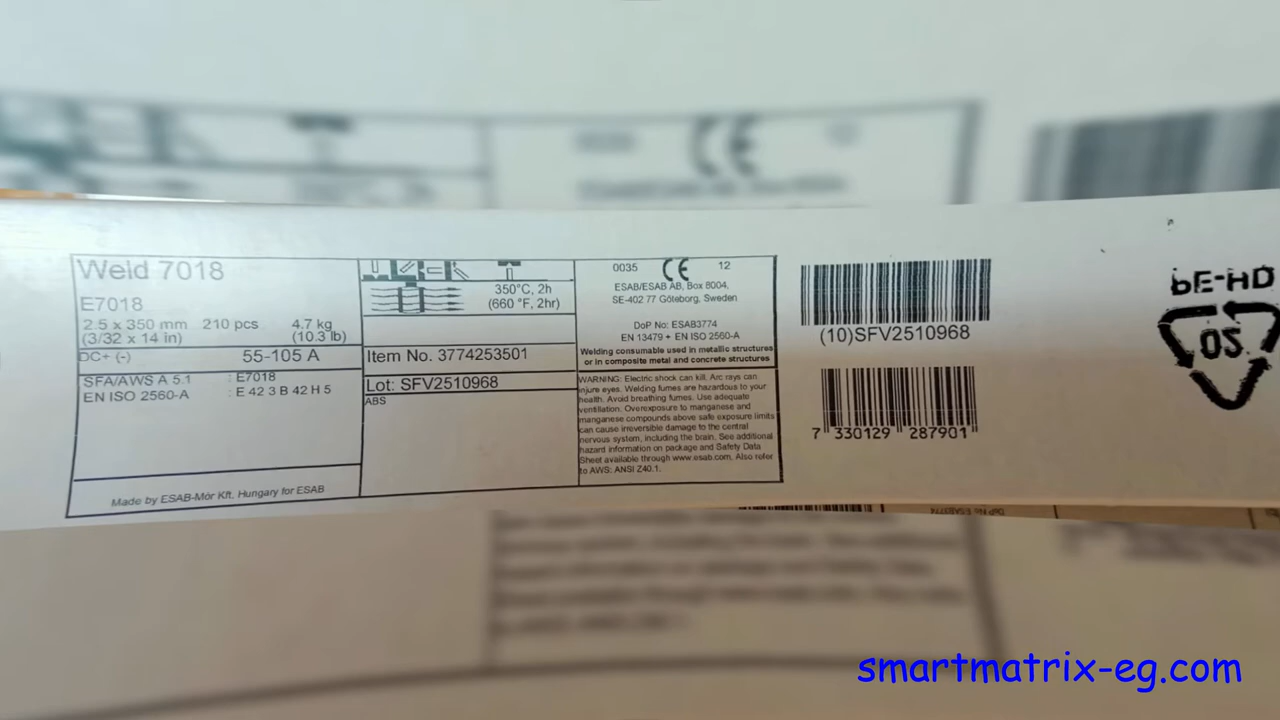 Weld 7018
E7018
2.5 x 350 mm 210 pcs 4.7 kg
(3/32 x 14 in) (10.3 lb)
DC+ (-) 55-105 A
SFA/AWS A 5.1 : E7018
EN ISO 2560-A : E 42 3 B 42 H 5
Made by ESAB-Mór Kft. Hungary for ESAB
350°C, 2h
(660 °F, 2hr)
Item No. 3774253501
Lot: SFV2510968
ABS
0035 CE 12
ESAB/ESAB AB, Box 8004,
SE-402 77 Göteborg, Sweden
DoP No: ESAB3774
EN 13479 + EN ISO 2560-A
Welding consumable used in metallic structures
or in composite metal and concrete structures
WARNING: Electric shock can kill. Arc rays can
injure eyes. Welding fumes are hazardous to your
health. Avoid breathing fumes. Use adequate
ventilation. Overexposure to manganese and
manganese compounds above safe exposure limits
can cause irreversible damage to the central
nervous system, including the brain. See additional
hazard information on package and Safety Data
Sheet available through www.esab.com. Also refer
to AWS: ANSI Z40.1.
(10)SFV2510968
7 330129 287901
PE-HD
02
DoP No ESAB3774
smartmatrix-eg.com